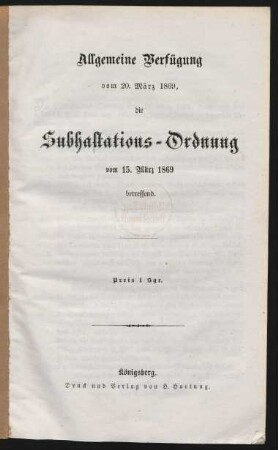 Allgemeine Verfügung
vom 20. März 1869,
die
Subhastations-Ordnung
vom 15. März 1869
betreffend.
Preis 1 Sgr.
Königsberg.
Druck und Verlag von H. Hartung.